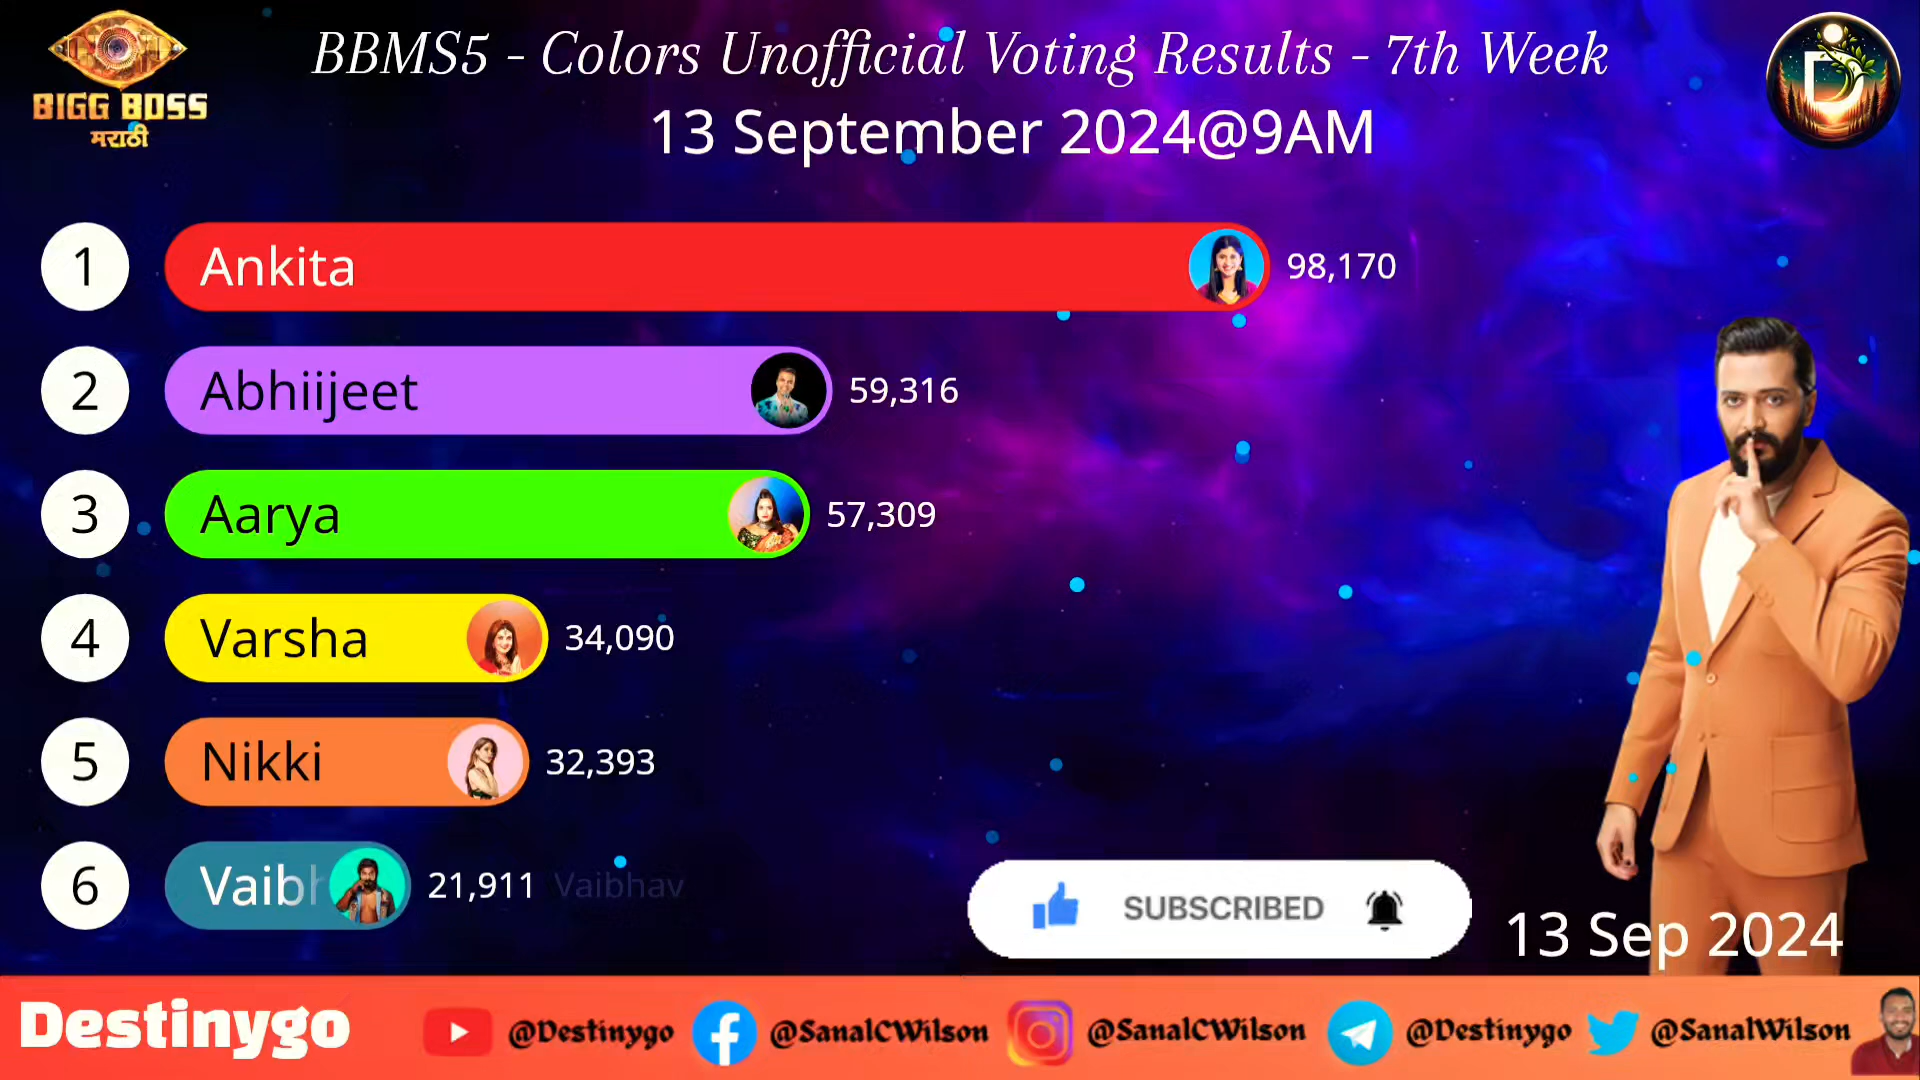 BBMS5 - Colors Unofficial Voting Results - 7th Week
13 September 2024@9AM
BIGG BOSS
मराठी
D
1 Ankita 98,170
2 Abhiijeet 59,316
3 Aarya 57,309
4 Varsha 34,090
5 Nikki 32,393
6 Vaibh 21,911 Vaibhav
SUBSCRIBED
13 Sep 2024
Destinygo @Destinygo @SanalCWilson @SanalCWilson @Destinygo @SanalWilson